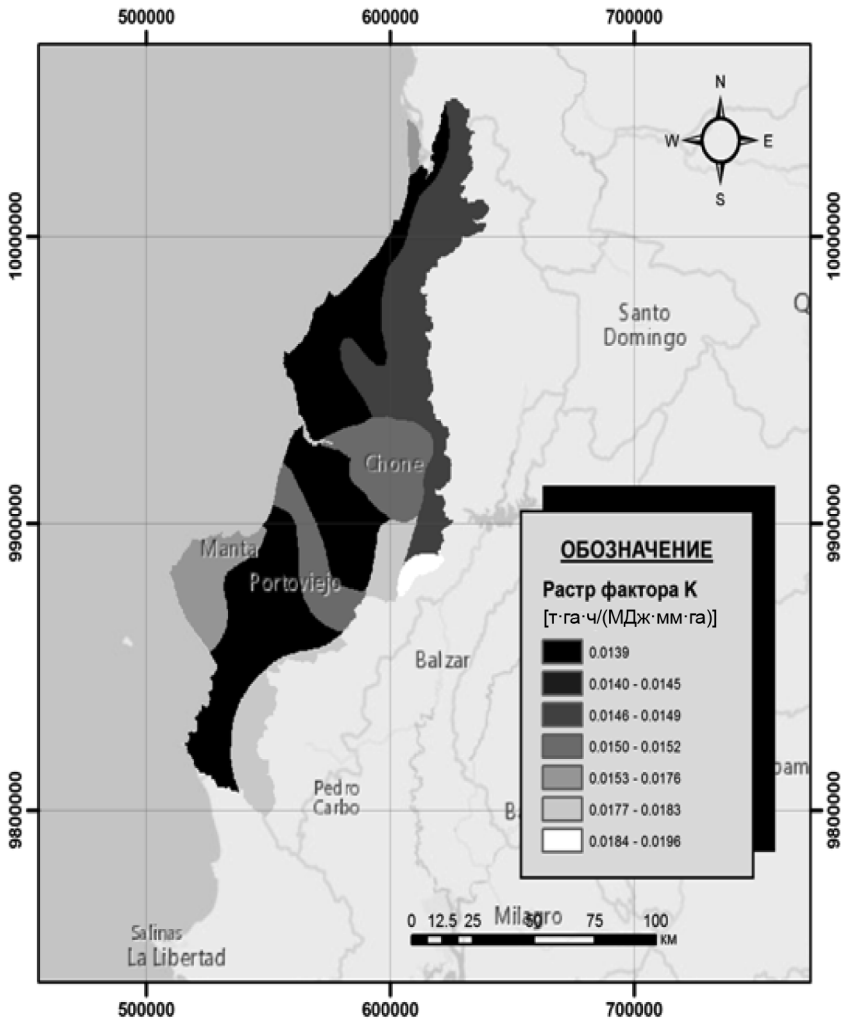 500000 600000 700000
N
W E
S
10000000 10000000
Q
Santo
Domingo
Chone
9900000 9900000
Manta
Portoviejo
ОБОЗНАЧЕНИЕ
Растр фактора K
[т·га·ч/(МДж·мм·га)]
0.0139
0.0140 - 0.0145
0.0146 - 0.0149
0.0150 - 0.0152
0.0153 - 0.0176
0.0177 - 0.0183
0.0184 - 0.0196
Balzar
Pedro
Carbo
9800000 9800000
Milagro
0 12.5 25 50 75 100
КМ
Salinas
La Libertad
500000 600000 700000